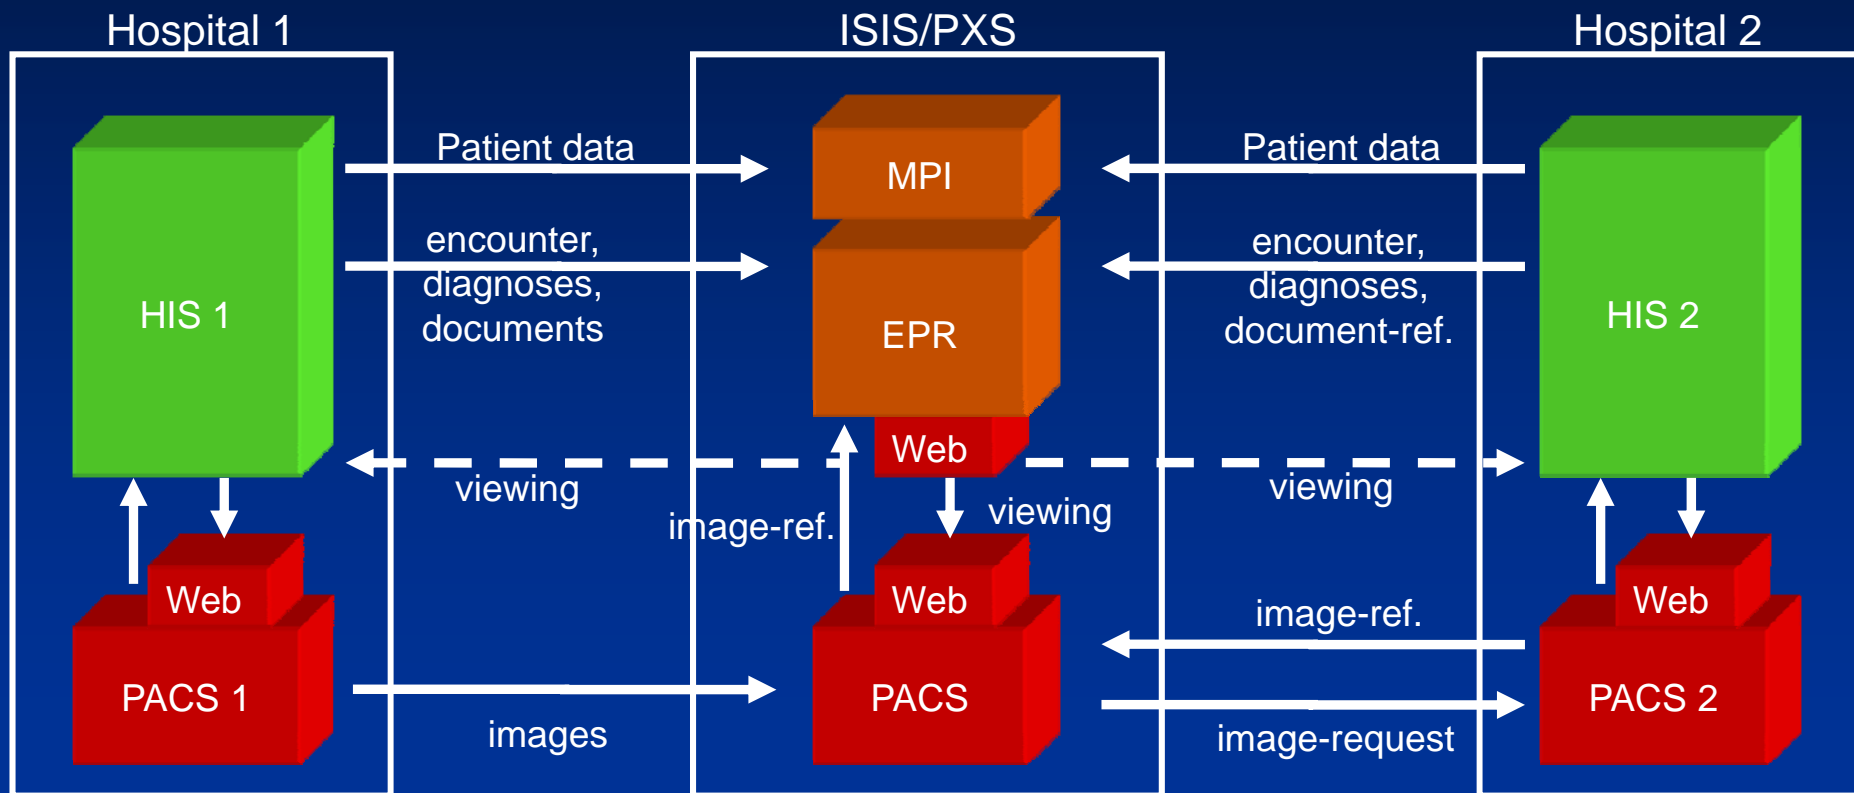 Hospital 1
ISIS/PXS
Hospital 2
Patient data
MPI
Patient data
encounter,
diagnoses,
documents
encounter,
diagnoses,
document-ref.
HIS 1
EPR
HIS 2
Web
viewing
viewing
image-ref.
viewing
Web
Web
Web
image-ref.
PACS 1
PACS
PACS 2
images
image-request